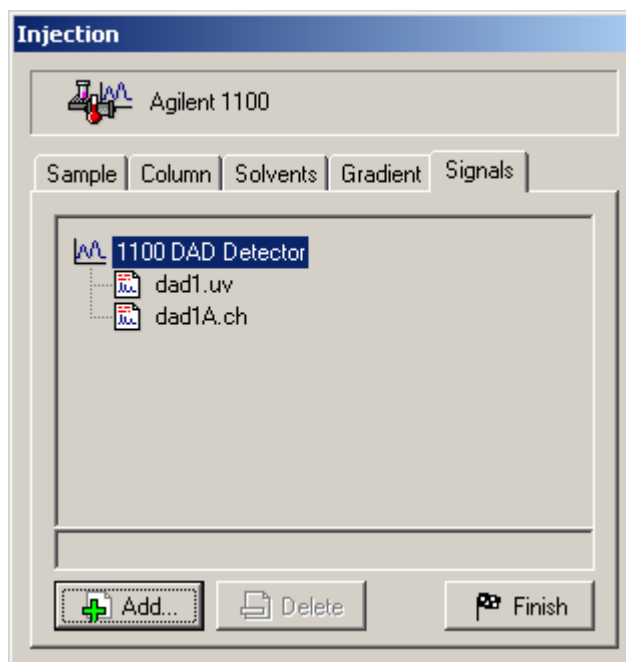 Injection
Agilent 1100
Sample Column Solvents Gradient Signals
1100 DAD Detector
dad1.uv
dad1A.ch
Add... Delete Finish